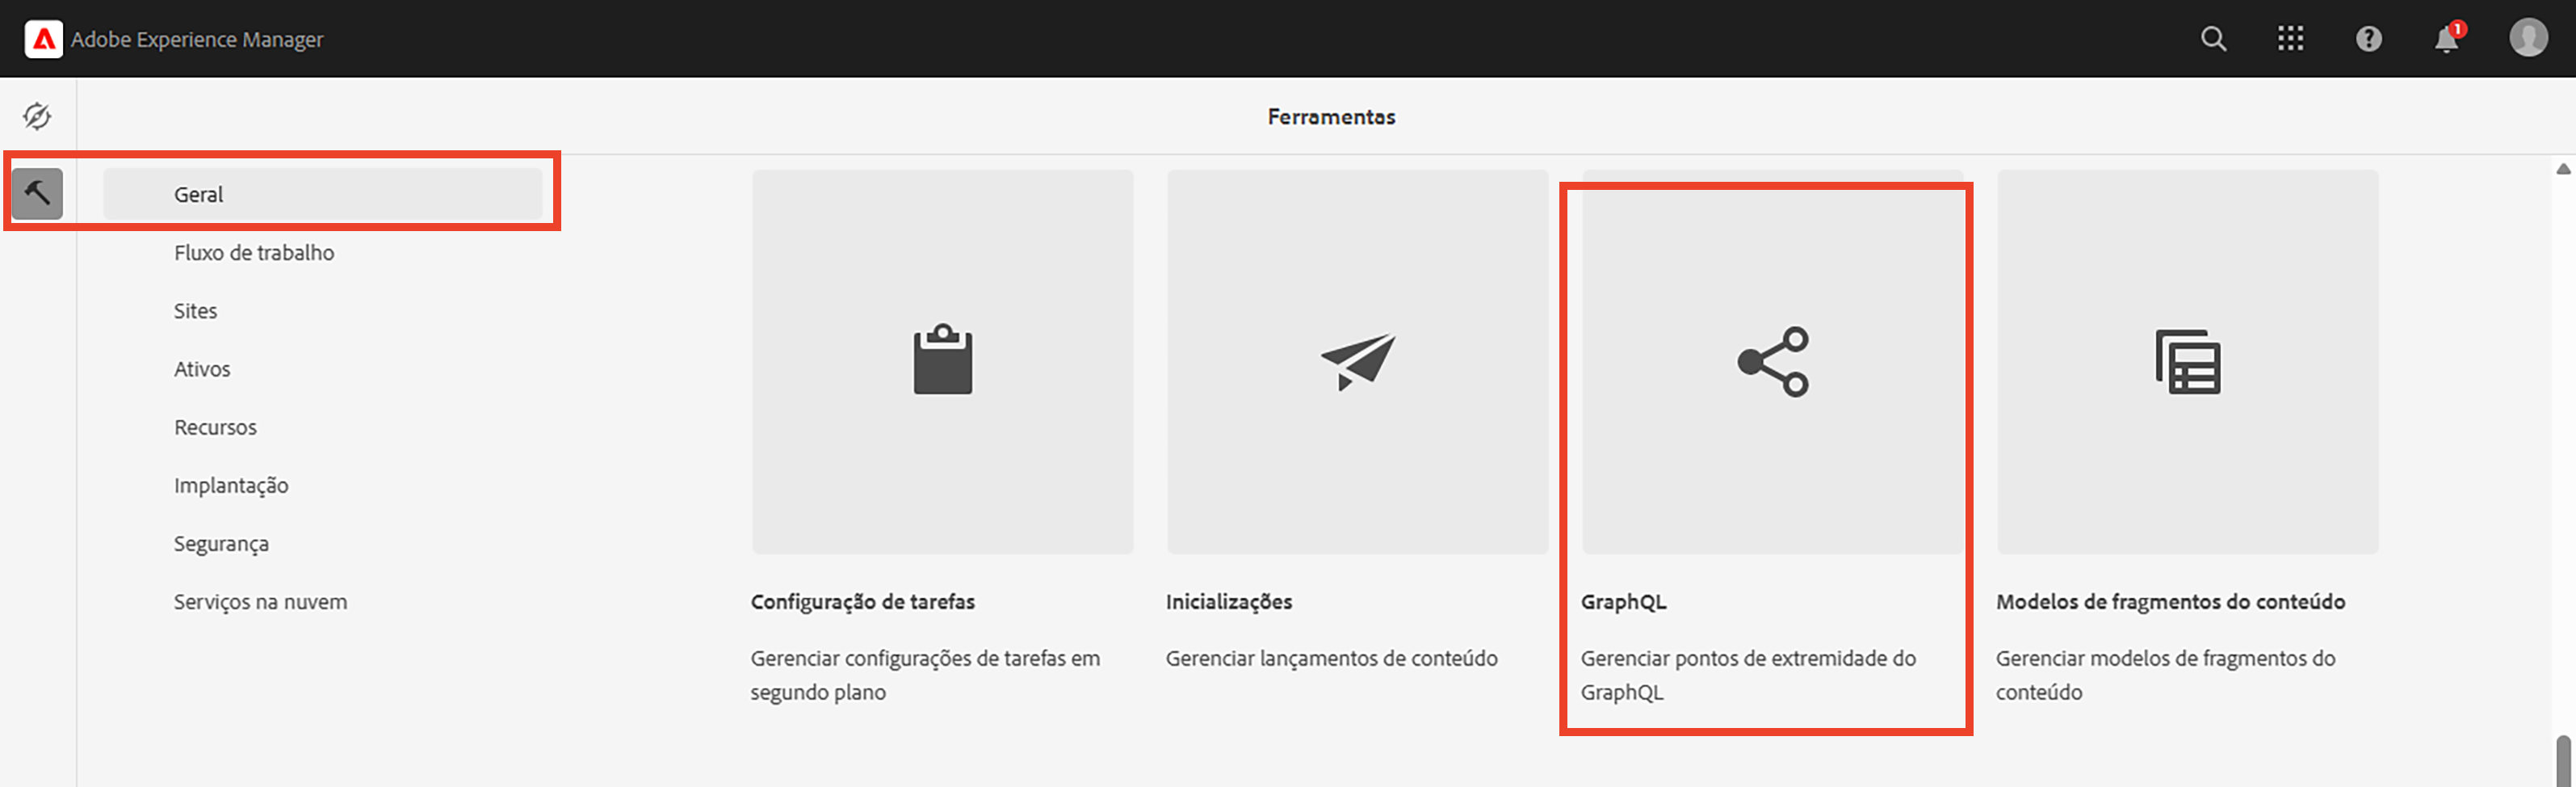 Adobe Experience Manager
1
Ferramentas
Geral
Fluxo de trabalho
Sites
Ativos
Recursos
Implantação
Segurança
Serviços na nuvem
Configuração de tarefas
Gerenciar configurações de tarefas em
segundo plano
Inicializações
Gerenciar lançamentos de conteúdo
GraphQL
Gerenciar pontos de extremidade do
GraphQL
Modelos de fragmentos do conteúdo
Gerenciar modelos de fragmentos do
conteúdo